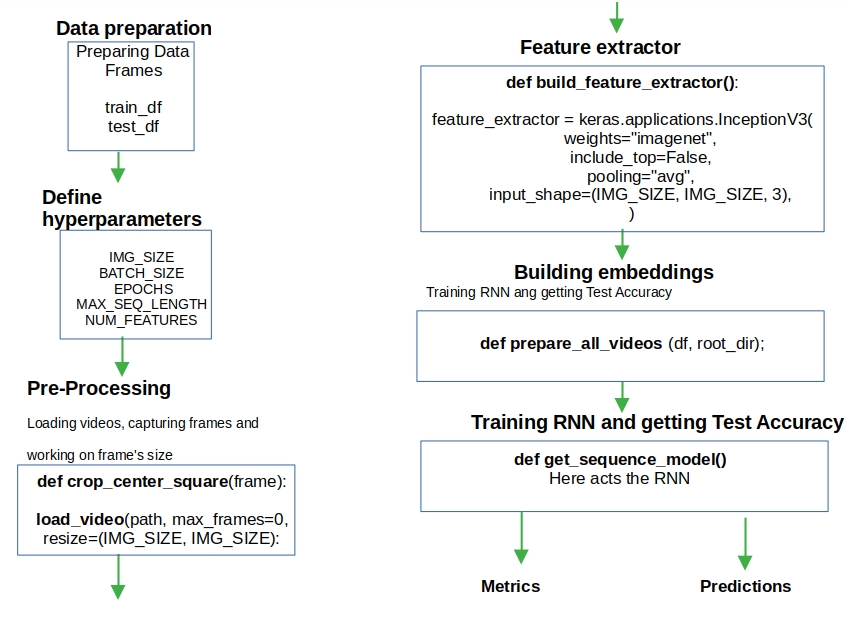 Data preparation
Preparing Data
Frames
train_df
test_df
Define
hyperparameters
IMG_SIZE
BATCH_SIZE
EPOCHS
MAX_SEQ_LENGTH
NUM_FEATURES
Pre-Processing
Loading videos, capturing frames and
working on frame's size
def crop_center_square(frame):
load_video(path, max_frames=0,
resize=(IMG_SIZE, IMG_SIZE):
Feature extractor
def build_feature_extractor():
feature_extractor = keras.applications.InceptionV3(
weights="imagenet",
include_top=False,
pooling="avg",
input_shape=(IMG_SIZE, IMG_SIZE, 3),
)
Building embeddings
Training RNN ang getting Test Accuracy
def prepare_all_videos (df, root_dir);
Training RNN and getting Test Accuracy
def get_sequence_model()
Here acts the RNN
Metrics
Predictions